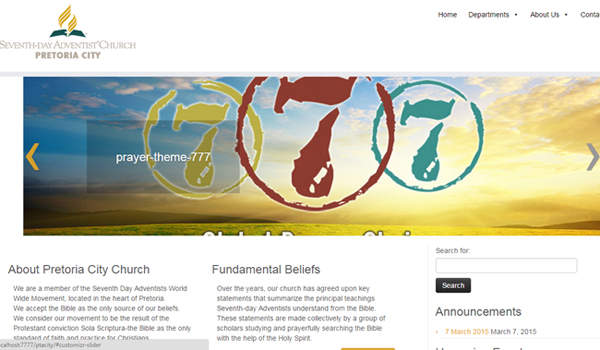 Home Departments About Us Conta
SEVENTH-DAY ADVENTIST CHURCH
PRETORIA CITY
7 7 7
prayer-theme-777
Search for:
About Pretoria City Church
We are a member of the Seventh Day Adventists World
Wide Movement, located in the heart of Pretoria.
We accept the Bible as the only source of our beliefs.
We consider our movement to be the result of the
Protestant conviction Sola Scriptura-the Bible as the only
standard of faith and practice for Christians
calhost:7777/ptacity/#customizr-slider
Fundamental Beliefs
Over the years, our church has agreed upon key
statements that summarize the principal teachings
Seventh-day Adventists understand from the Bible.
These statements are made collectively by a group of
scholars studying and prayerfully searching the Bible
with the help of the Holy Spirit.
Search
Announcements
7 March 2015 March 7, 2015